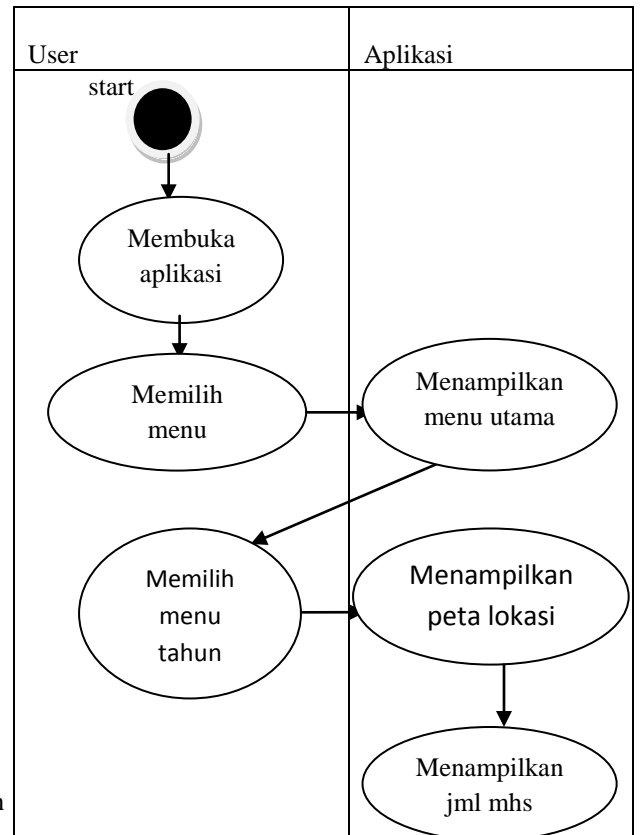 User
Aplikasi
start
Membuka
aplikasi
Memilih
menu
Menampilkan
menu utama
Memilih
menu
tahun
Menampilkan
peta lokasi
Menampilkan
jml mhs